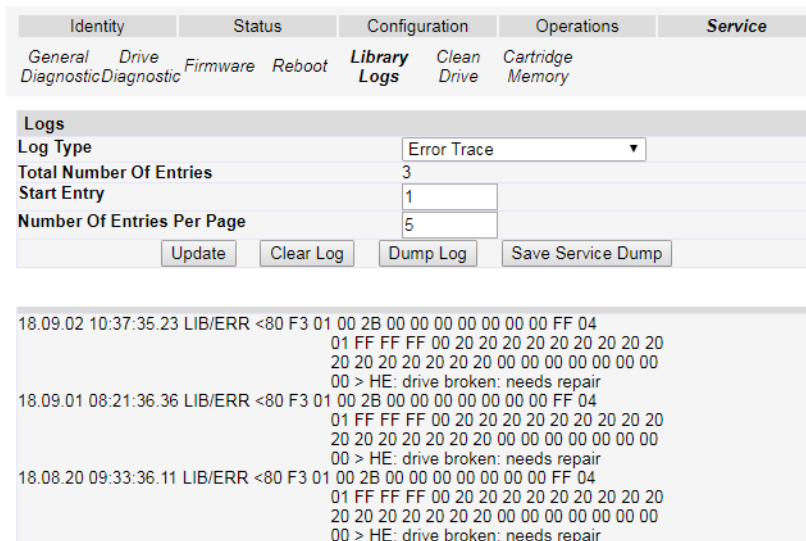 Identity Status Configuration Operations Service
General Diagnostic Drive Diagnostic Firmware Reboot Library Logs Clean Drive Cartridge Memory
Logs
Log Type Error Trace
Total Number Of Entries 3
Start Entry 1
Number Of Entries Per Page 5
Update Clear Log Dump Log Save Service Dump
18.09.02 10:37:35.23 LIB/ERR <80 F3 01 00 2B 00 00 00 00 00 00 00 FF 04
01 FF FF FF 00 20 20 20 20 20 20 20 20 20
20 20 20 20 20 20 20 00 00 00 00 00 00 00
00 > HE: drive broken: needs repair
18.09.01 08:21:36.36 LIB/ERR <80 F3 01 00 2B 00 00 00 00 00 00 00 FF 04
01 FF FF FF 00 20 20 20 20 20 20 20 20 20
20 20 20 20 20 20 20 00 00 00 00 00 00 00
00 > HE: drive broken: needs repair
18.08.20 09:33:36.11 LIB/ERR <80 F3 01 00 2B 00 00 00 00 00 00 00 FF 04
01 FF FF FF 00 20 20 20 20 20 20 20 20 20
20 20 20 20 20 20 20 00 00 00 00 00 00 00
00 > HE: drive broken: needs repair